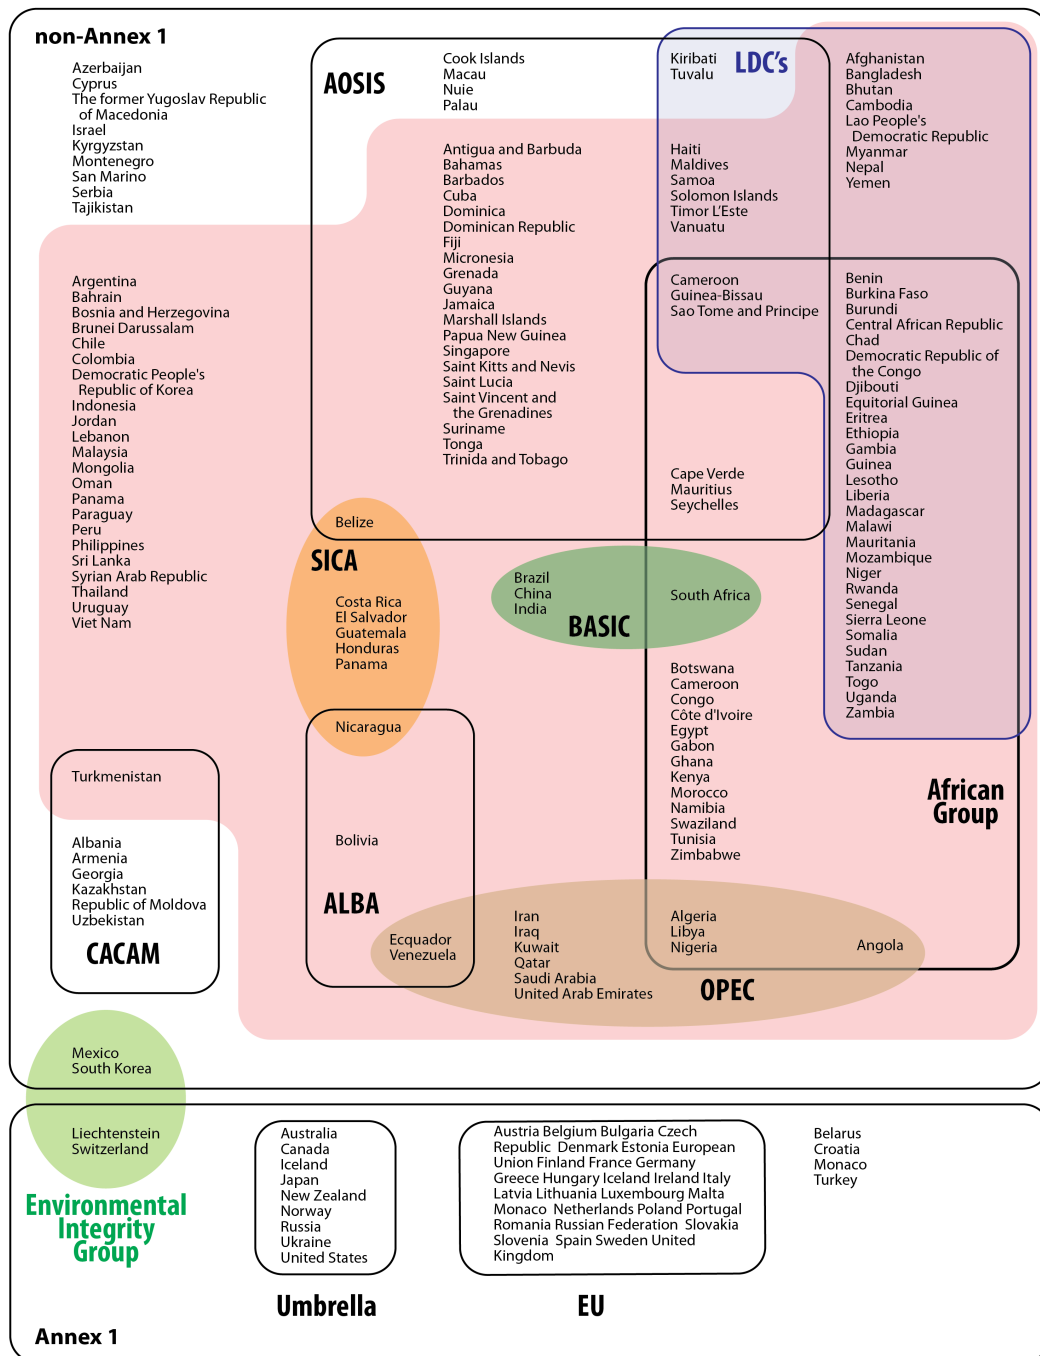 non-Annex 1
Azerbaijan
Cyprus
The former Yugoslav Republic
of Macedonia
Israel
Kyrgyzstan
Montenegro
San Marino
Serbia
Tajikistan
AOSIS
Cook Islands
Macau
Nuie
Palau
Kiribati
Tuvalu
LDC's
Afghanistan
Bangladesh
Bhutan
Cambodia
Lao People's
Democratic Republic
Myanmar
Nepal
Yemen
Antigua and Barbuda
Bahamas
Barbados
Cuba
Dominica
Dominican Republic
Fiji
Micronesia
Grenada
Guyana
Jamaica
Marshall Islands
Papua New Guinea
Singapore
Saint Kitts and Nevis
Saint Lucia
Saint Vincent and
the Grenadines
Suriname
Tonga
Trinida and Tobago
Haiti
Maldives
Samoa
Solomon Islands
Timor L'Este
Vanuatu
Cameroon
Guinea-Bissau
Sao Tome and Principe
Cape Verde
Mauritius
Seychelles
Benin
Burkina Faso
Burundi
Central African Republic
Chad
Democratic Republic of
the Congo
Djibouti
Equitorial Guinea
Eritrea
Ethiopia
Gambia
Guinea
Lesotho
Liberia
Madagascar
Malawi
Mauritania
Mozambique
Niger
Rwanda
Senegal
Sierra Leone
Somalia
Sudan
Tanzania
Togo
Uganda
Zambia
Argentina
Bahrain
Bosnia and Herzegovina
Brunei Darussalam
Chile
Colombia
Democratic People's
Republic of Korea
Indonesia
Jordan
Lebanon
Malaysia
Mongolia
Oman
Panama
Paraguay
Peru
Philippines
Sri Lanka
Syrian Arab Republic
Thailand
Uruguay
Viet Nam
Belize
SICA
Costa Rica
El Salvador
Guatemala
Honduras
Panama
Nicaragua
Brazil
China
India
BASIC
South Africa
Botswana
Cameroon
Congo
Côte d'Ivoire
Egypt
Gabon
Ghana
Kenya
Morocco
Namibia
Swaziland
Tunisia
Zimbabwe
African
Group
Turkmenistan
Albania
Armenia
Georgia
Kazakhstan
Republic of Moldova
Uzbekistan
CACAM
Bolivia
ALBA
Ecquador
Venezuela
Iran
Iraq
Kuwait
Qatar
Saudi Arabia
United Arab Emirates
Algeria
Libya
Nigeria
Angola
OPEC
Mexico
South Korea
Liechtenstein
Switzerland
Environmental
Integrity
Group
Australia
Canada
Iceland
Japan
New Zealand
Norway
Russia
Ukraine
United States
Umbrella
Austria Belgium Bulgaria Czech
Republic Denmark Estonia European
Union Finland France Germany
Greece Hungary Iceland Ireland Italy
Latvia Lithuania Luxembourg Malta
Monaco Netherlands Poland Portugal
Romania Russian Federation Slovakia
Slovenia Spain Sweden United
Kingdom
EU
Belarus
Croatia
Monaco
Turkey
Annex 1